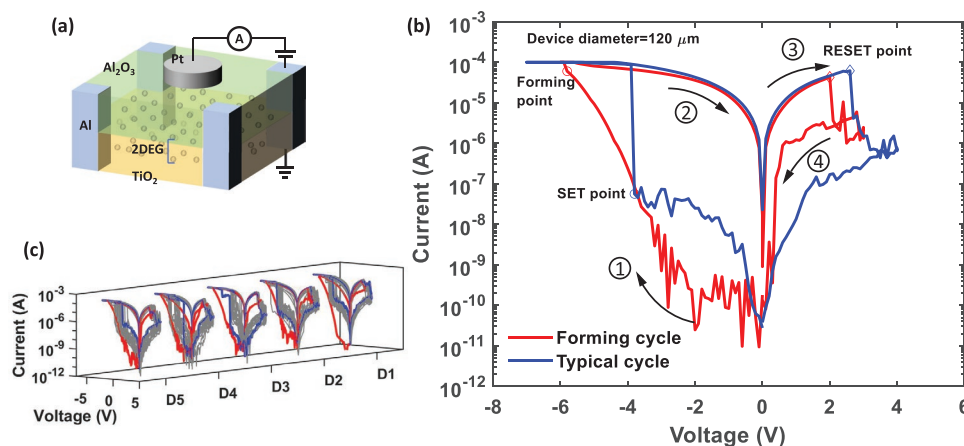 (a)
A
Pt
Al₂O₃
Al
2DEG
TiO₂
(b)
Device diameter=120 μm
③
RESET point
Forming
point
②
④
SET point
①
Forming cycle
Typical cycle
Current (A)
10⁻³
10⁻⁴
10⁻⁵
10⁻⁶
10⁻⁷
10⁻⁸
10⁻⁹
10⁻¹⁰
10⁻¹¹
10⁻¹²
-8 -6 -4 -2 0 2 4 6
Voltage (V)
(c)
Current (A)
10⁻³
10⁻⁶
10⁻⁹
10⁻¹²
-5 0 5
Voltage (V)
D5 D4 D3 D2 D1